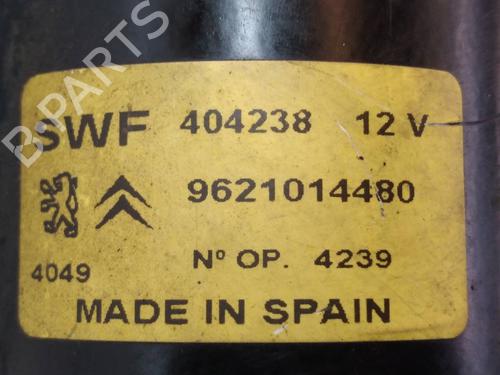 SWF 404238 12 V
9621014480
4049 Nº OP. 4239
MADE IN SPAIN
B-PARTS